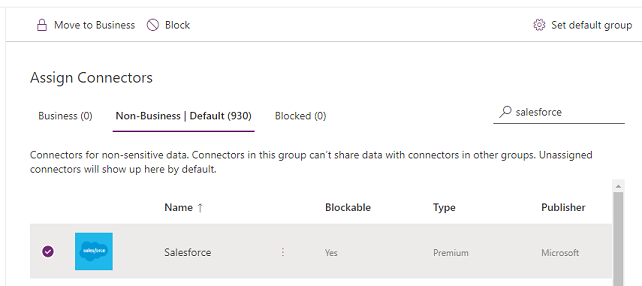 Move to Business Block Set default group
Assign Connectors
Business (0) Non-Business | Default (930) Blocked (0) salesforce
Connectors for non-sensitive data. Connectors in this group can't share data with connectors in other groups. Unassigned
connectors will show up here by default.
Name ↑ Blockable Type Publisher
salesforce Salesforce ⋮ Yes Premium Microsoft